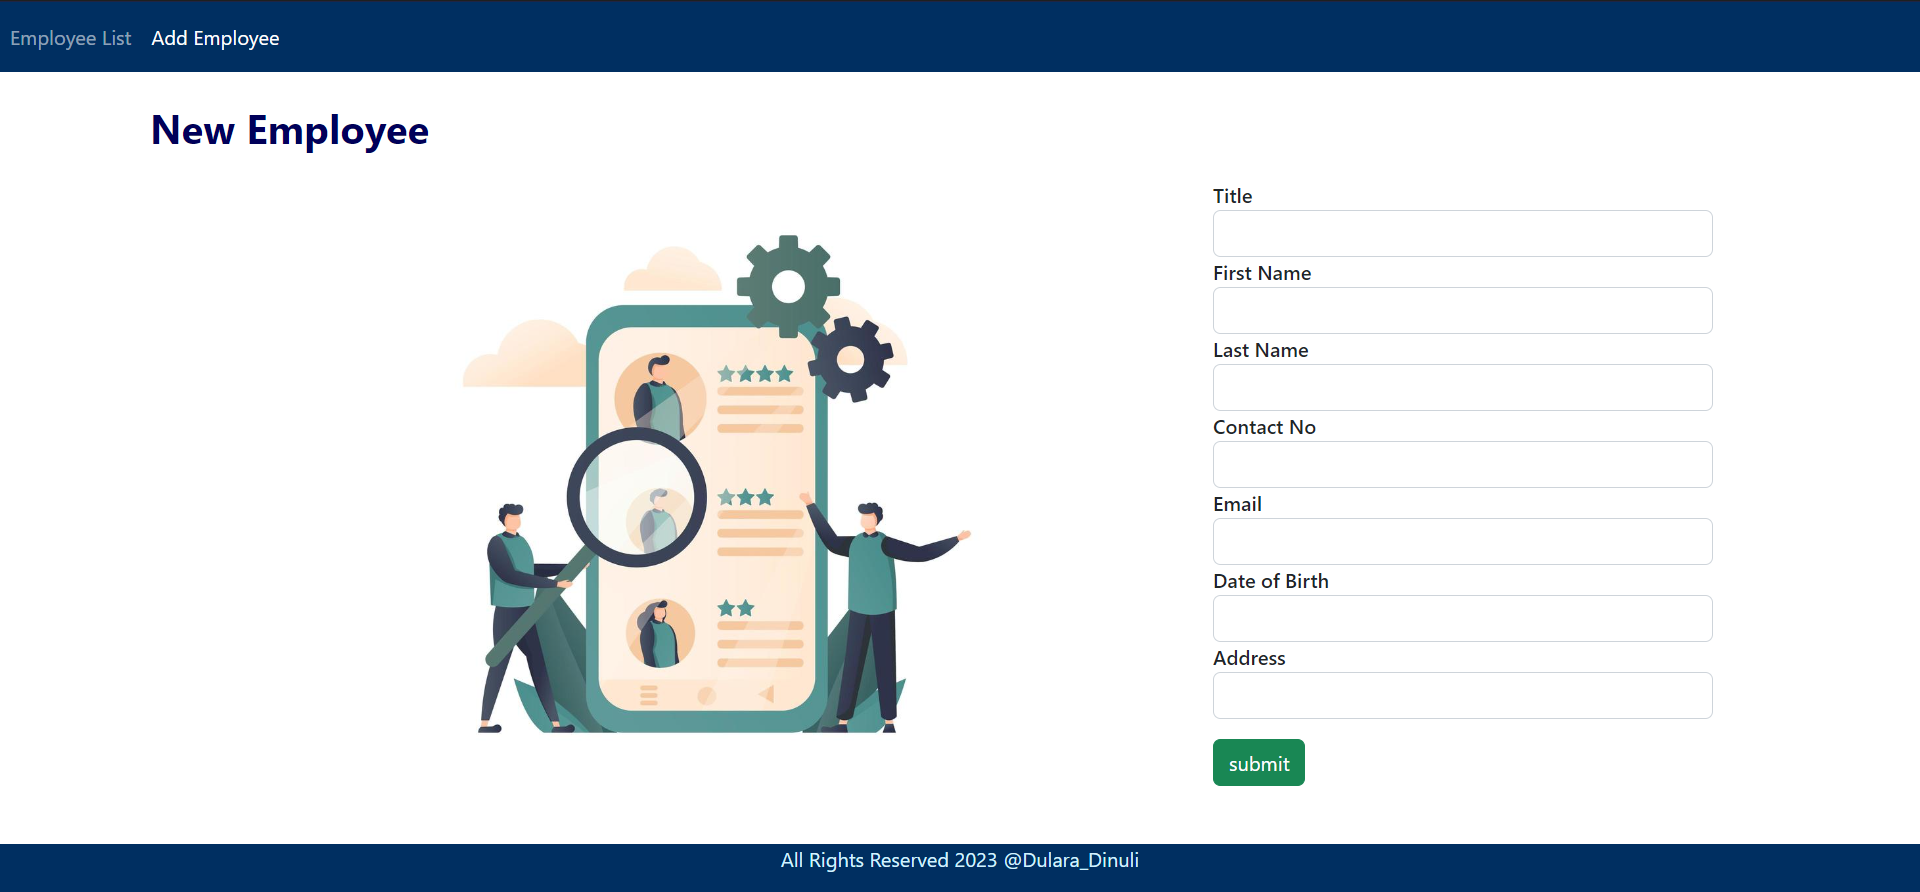 Employee List Add Employee
New Employee
Title
First Name
Last Name
Contact No
Email
Date of Birth
Address
submit
All Rights Reserved 2023 @Dulara_Dinuli